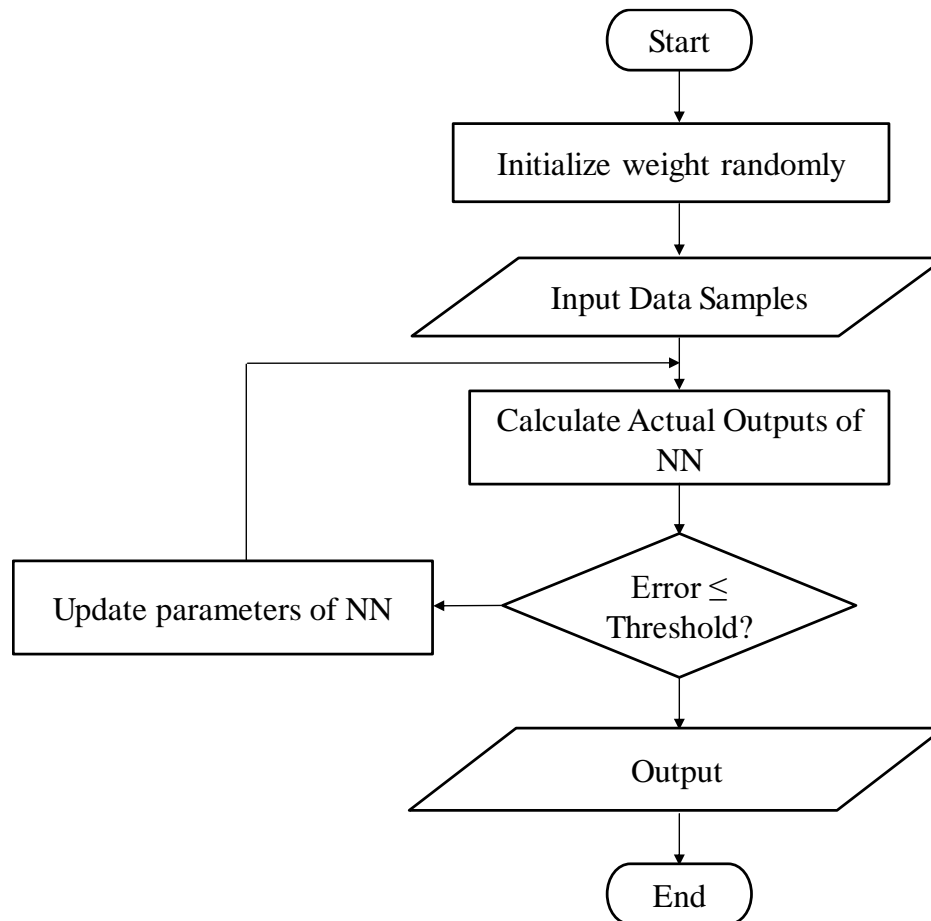 Start
Initialize weight randomly
Input Data Samples
Calculate Actual Outputs of
NN
Error ≤
Threshold?
Update parameters of NN
Output
End